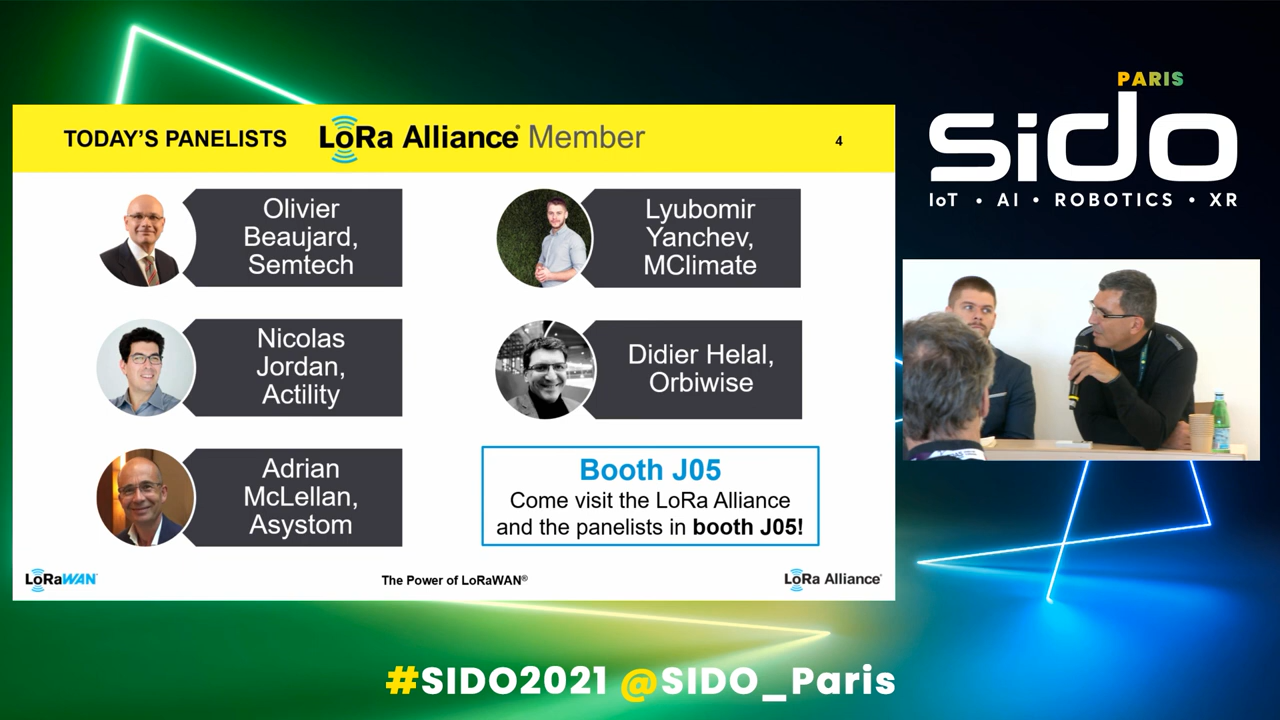 TODAY'S PANELISTS
LoRa Alliance® Member
4
Olivier
Beaujard,
Semtech
Lyubomir
Yanchev,
MClimate
Nicolas
Jordan,
Actility
Didier Helal,
Orbiwise
Adrian
McLellan,
Asystom
Booth J05
Come visit the LoRa Alliance
and the panelists in booth J05!
LoRaWAN
The Power of LoRaWAN®
LoRa Alliance®
PARIS
sido
IoT • AI • ROBOTICS • XR
#SIDO2021 @SIDO_Paris